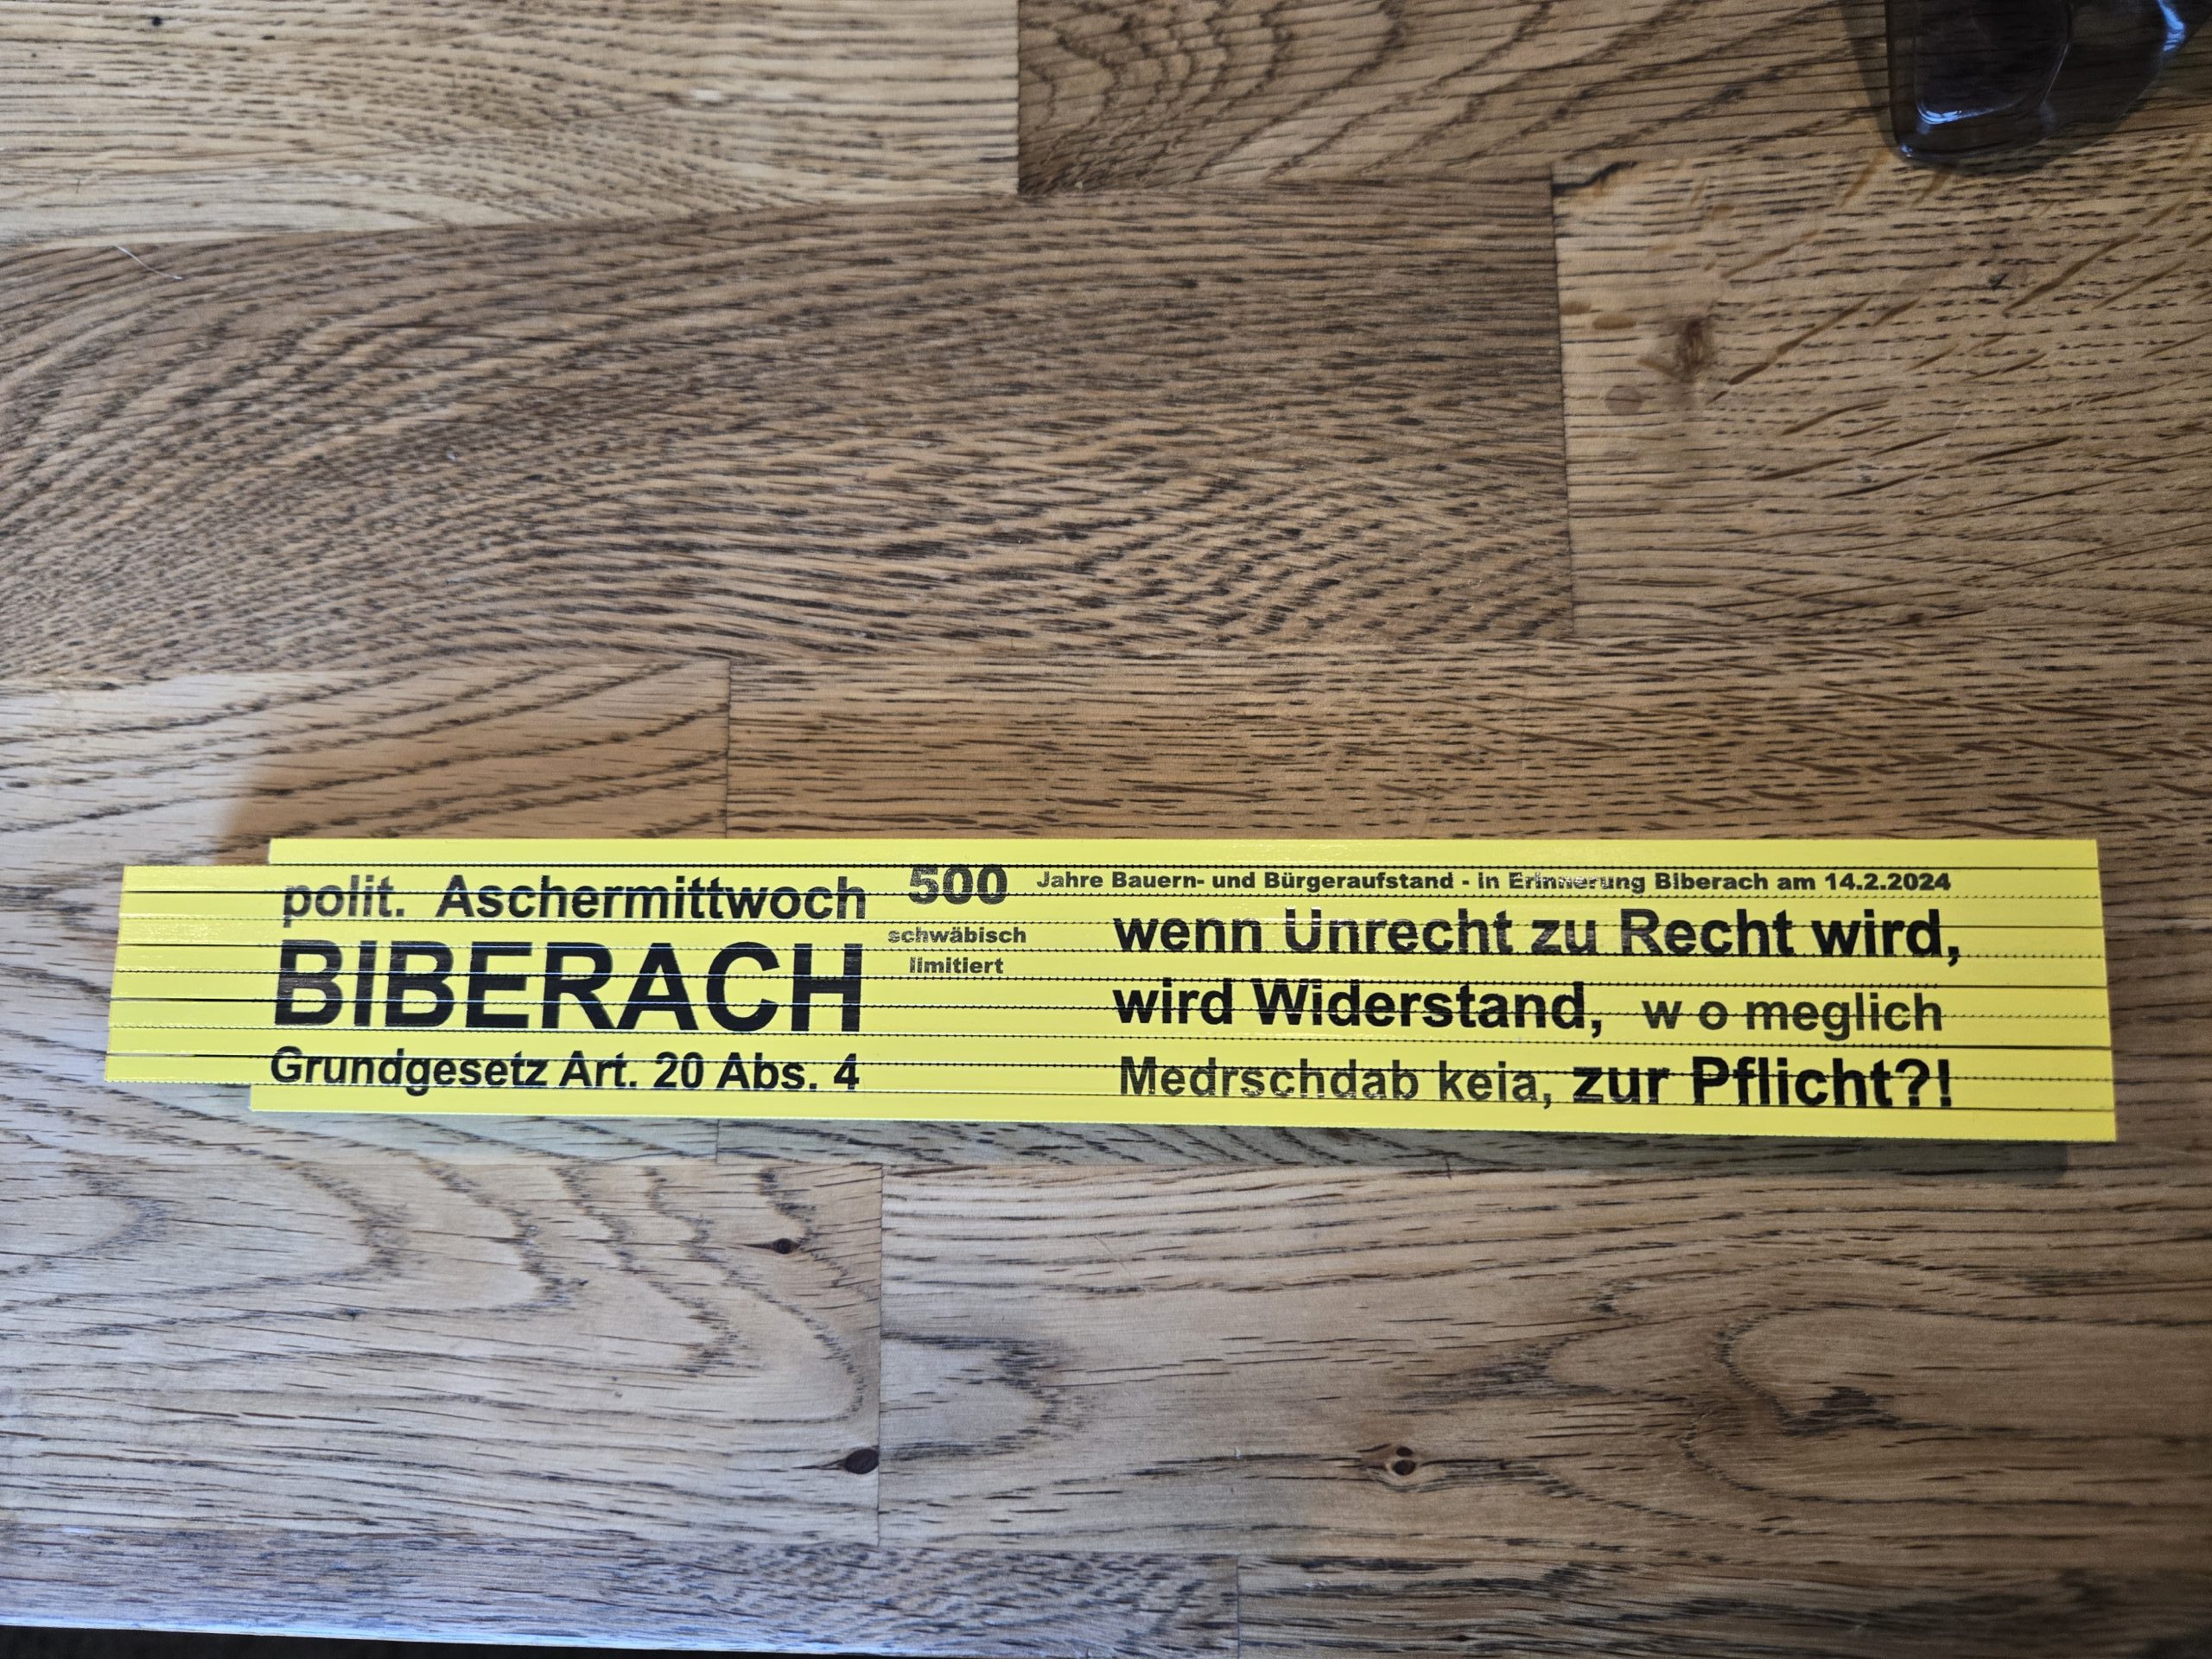 polit. Aschermittwoch
BIBERACH
Grundgesetz Art. 20 Abs. 4
500 Jahre Bauern- und Bürgeraufstand - in Erinnerung Biberach am 14.2.2024
schwäbisch
limitiert
wenn Unrecht zu Recht wird,
wird Widerstand, w o meglich
Medrschdab keia, zur Pflicht?!